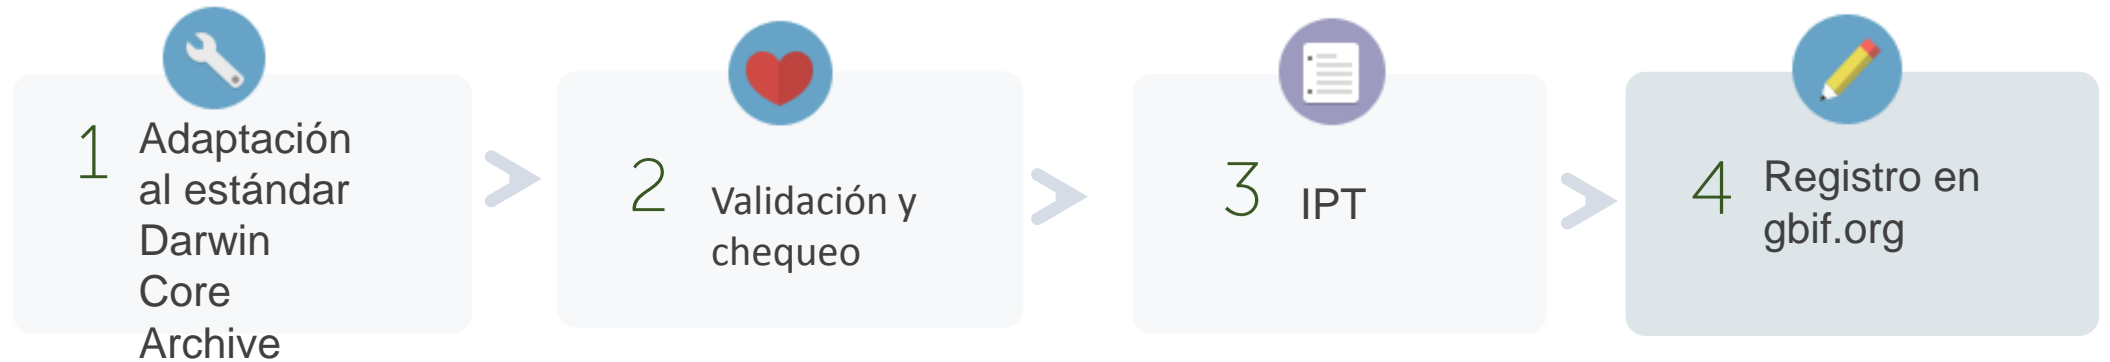 1
Adaptación
al estándar
Darwin
Core
Archive
2
Validación y
chequeo
3
IPT
4
Registro en
gbif.org